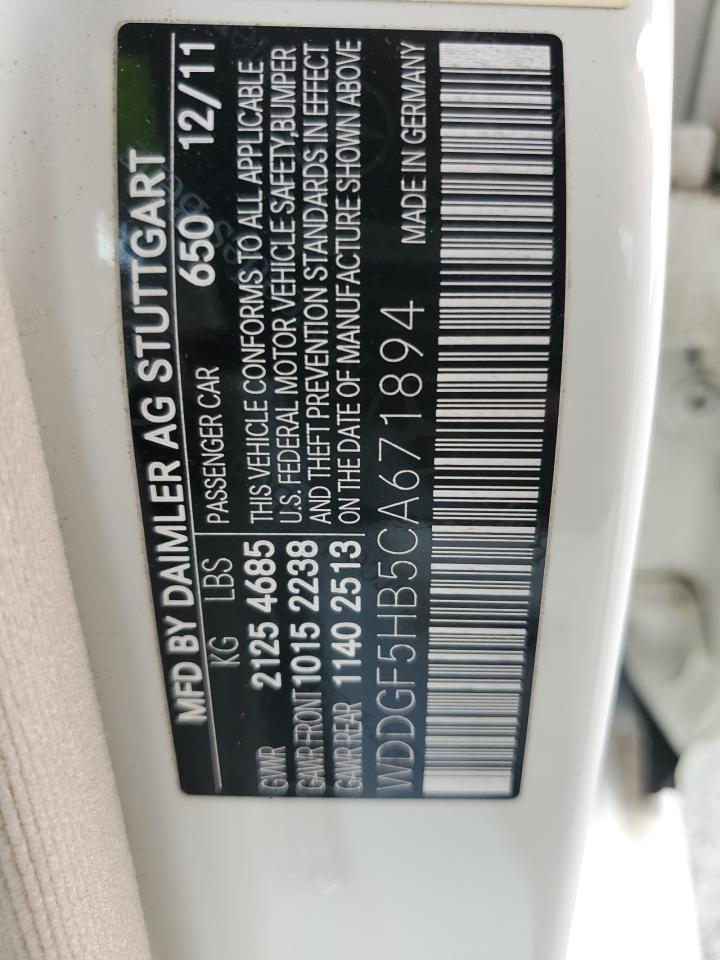 MFD BY DAIMLER AG STUTTGART
650 12/11
KG LBS PASSENGER CAR
GVWR 2125 4685 THIS VEHICLE CONFORMS TO ALL APPLICABLE
GAWR FRONT 1015 2238 U.S. FEDERAL MOTOR VEHICLE SAFETY,BUMPER
GAWR REAR 1140 2513 AND THEFT PREVENTION STANDARDS IN EFFECT
ON THE DATE OF MANUFACTURE SHOWN ABOVE
WDDGF5HB5CA671894 MADE IN GERMANY